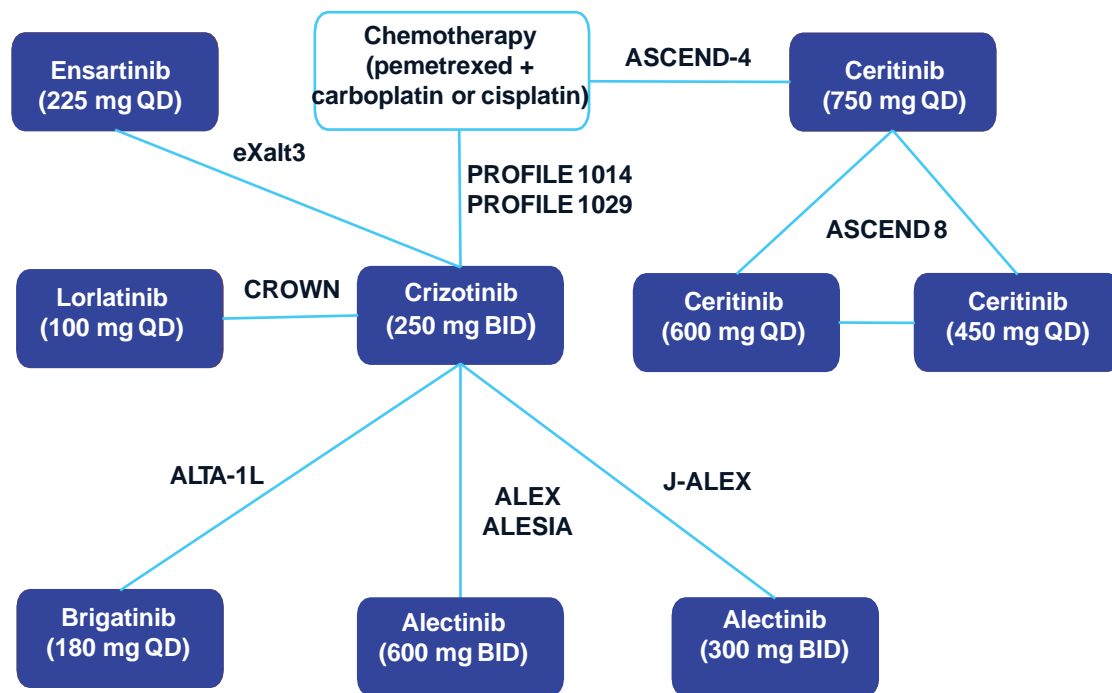 Ensartinib
(225 mg QD)
Chemotherapy
(pemetrexed +
carboplatin or cisplatin)
ASCEND-4
Ceritinib
(750 mg QD)
eXalt3
PROFILE 1014
PROFILE 1029
ASCEND 8
Lorlatinib
(100 mg QD)
CROWN
Crizotinib
(250 mg BID)
Ceritinib
(600 mg QD)
Ceritinib
(450 mg QD)
ALTA-1L
ALEX
ALESIA
J-ALEX
Brigatinib
(180 mg QD)
Alectinib
(600 mg BID)
Alectinib
(300 mg BID)